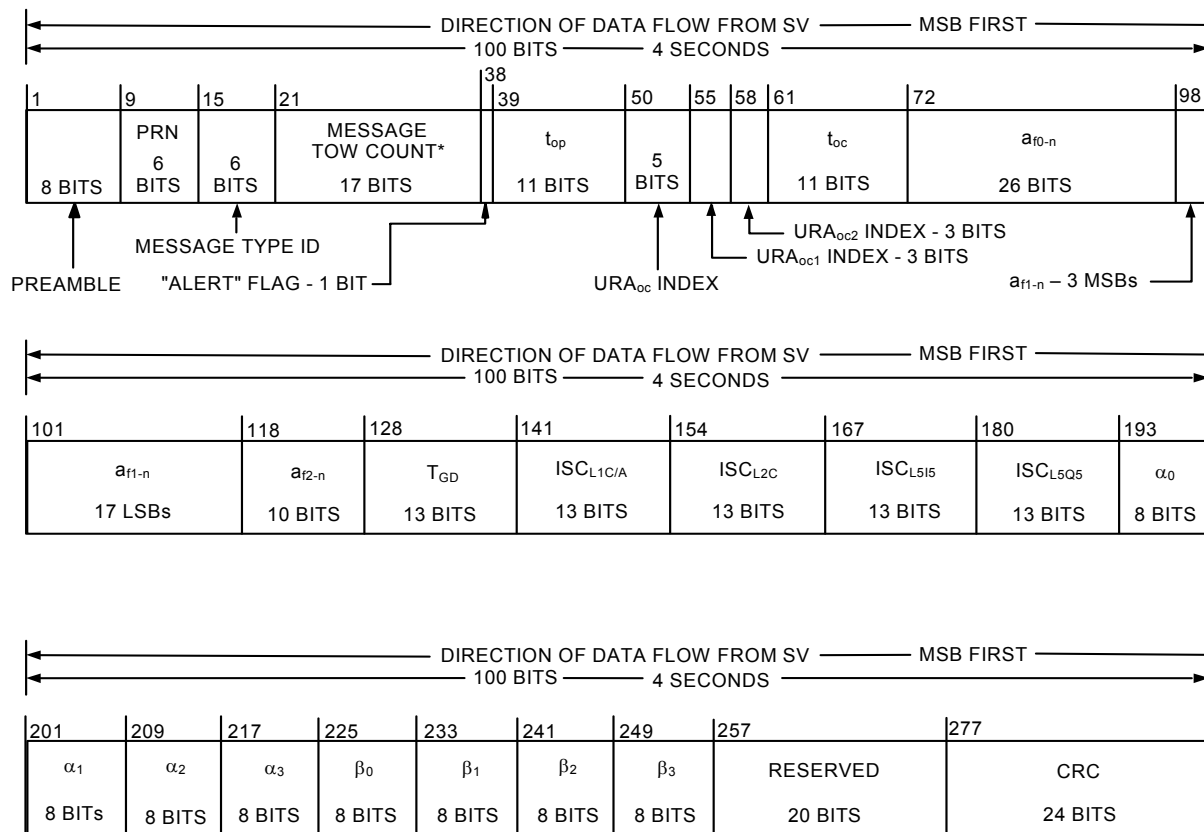 DIRECTION OF DATA FLOW FROM SV MSB FIRST
100 BITS 4 SECONDS
38
1 9 15 21 39 50 55 58 61 72 98
PRN MESSAGE top toc af0-n
6 6 TOW COUNT* 5
8 BITS BITS BITS 17 BITS 11 BITS BITS 11 BITS 26 BITS
URAoc2 INDEX - 3 BITS
MESSAGE TYPE ID URAoc1 INDEX - 3 BITS
PREAMBLE "ALERT" FLAG - 1 BIT URAoc INDEX af1-n – 3 MSBs
DIRECTION OF DATA FLOW FROM SV MSB FIRST
100 BITS 4 SECONDS
101 118 128 141 154 167 180 193
af1-n af2-n TGD ISCL1C/A ISCL2C ISCL5I5 ISCL5Q5 α0
17 LSBs 10 BITS 13 BITS 13 BITS 13 BITS 13 BITS 13 BITS 8 BITS
DIRECTION OF DATA FLOW FROM SV MSB FIRST
100 BITS 4 SECONDS
201 209 217 225 233 241 249 257 277
α1 α2 α3 β0 β1 β2 β3 RESERVED CRC
8 BITs 8 BITS 8 BITS 8 BITS 8 BITS 8 BITS 8 BITS 20 BITS 24 BITS